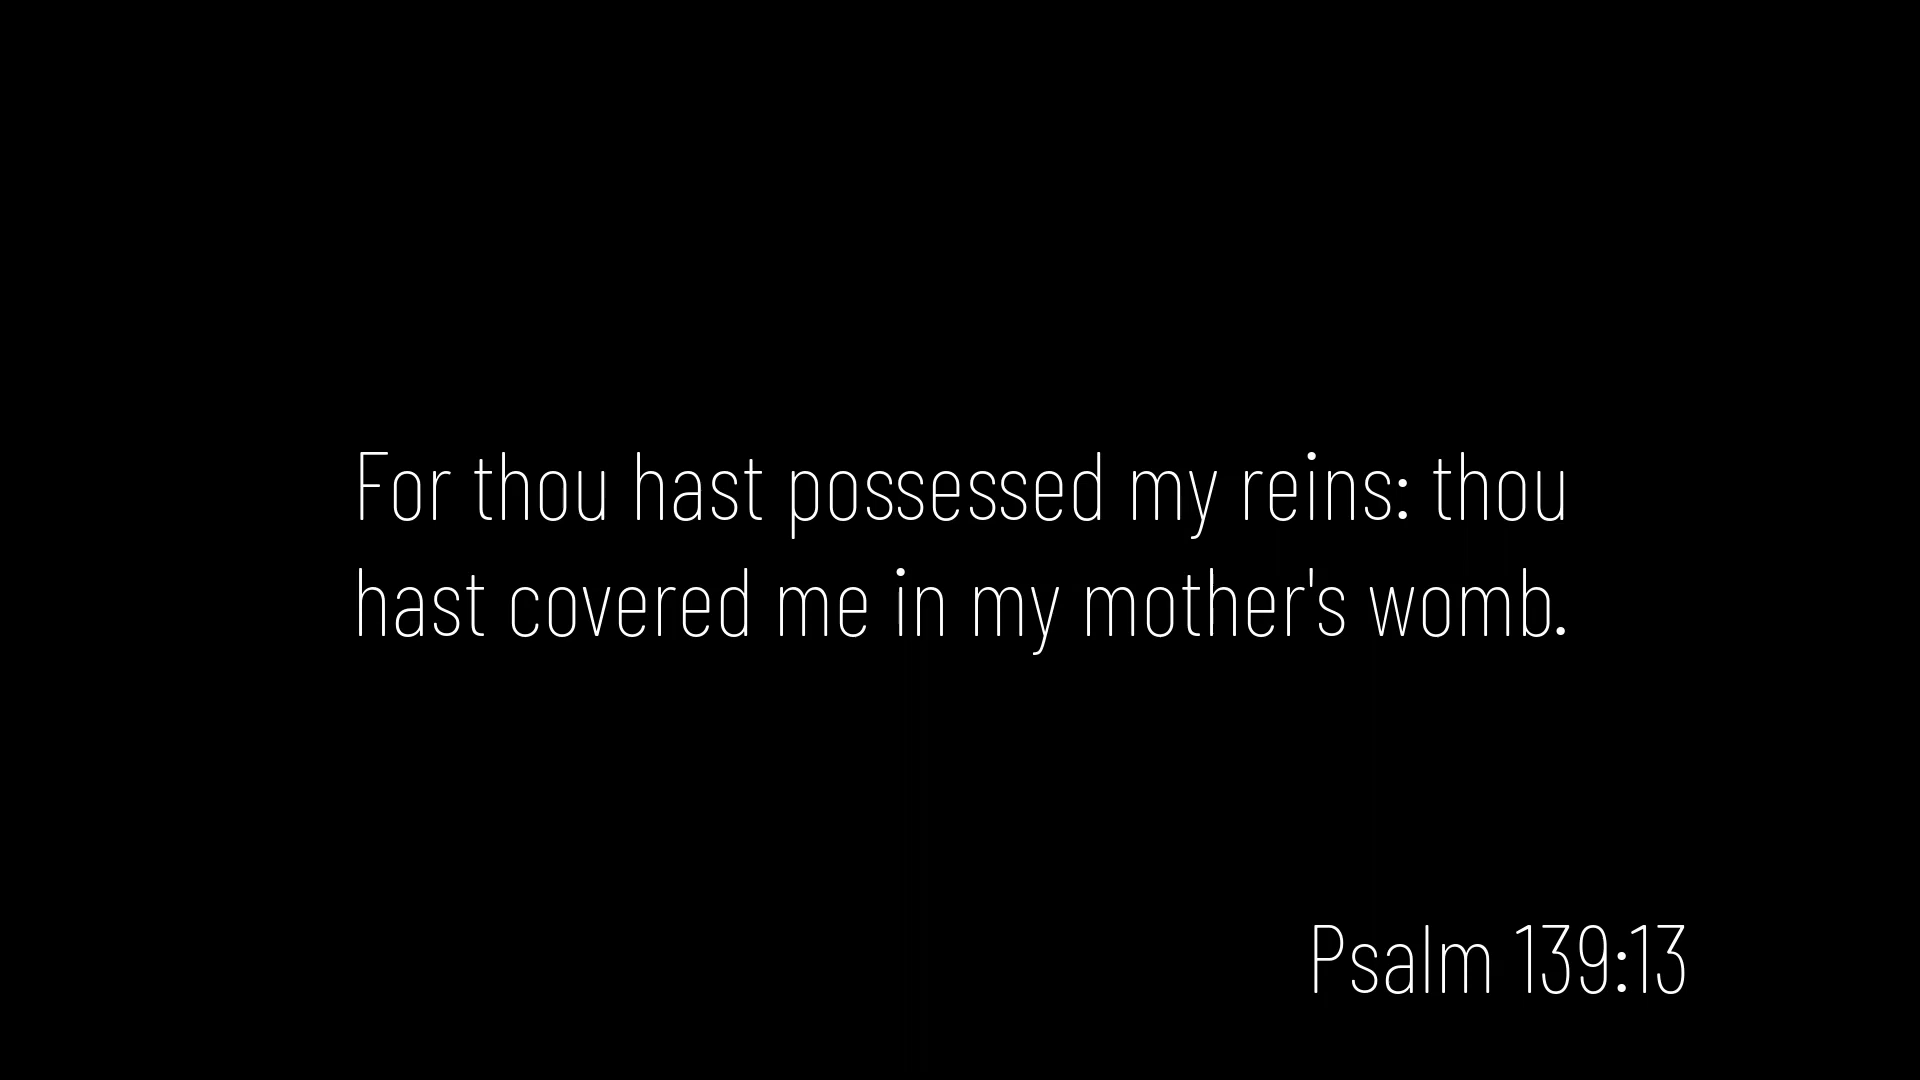 For thou hast possessed my reins: thou
hast covered me in my mother's womb.
Psalm 139:13